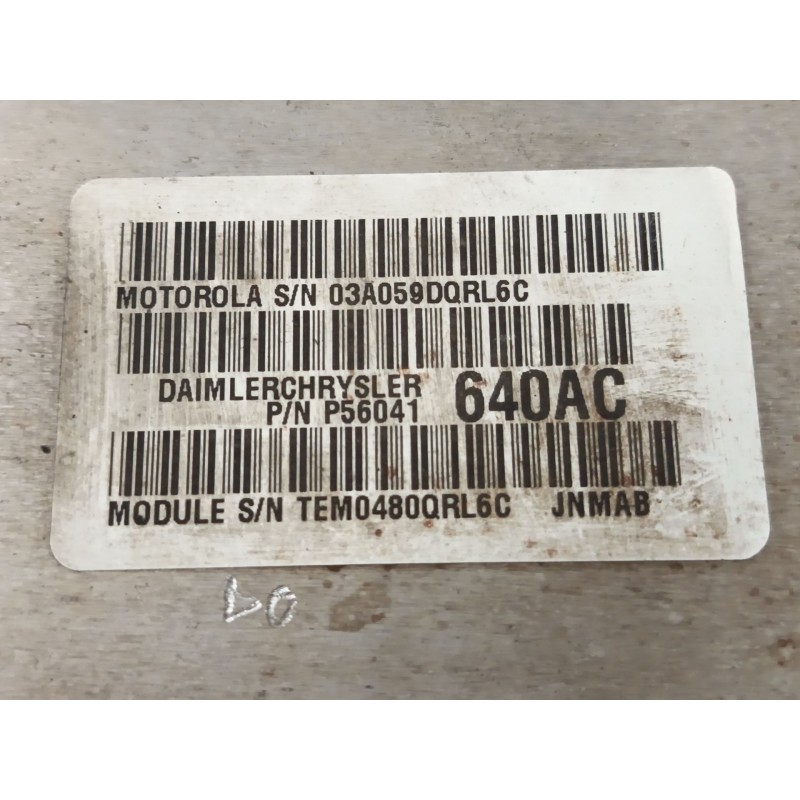 MOTOROLA S/N 03A059DQRL6C
DAIMLERCHRYSLER 640AC
P/N P56041
MODULE S/N TEM0480QRL6C JNMAB